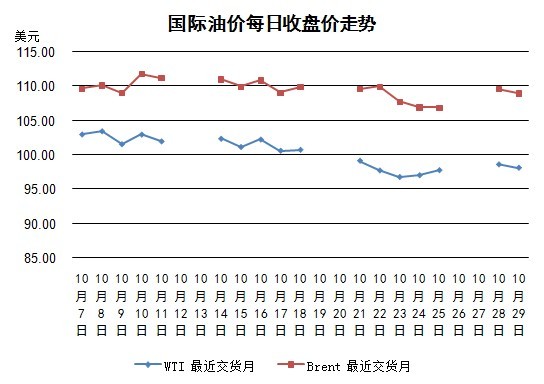 国际油价每日收盘价走势
美元
115.00
110.00
105.00
100.00
95.00
90.00
85.00
10月7日
10月8日
10月9日
10月10日
10月11日
10月12日
10月13日
10月14日
10月15日
10月16日
10月17日
10月18日
10月19日
10月20日
10月21日
10月22日
10月23日
10月24日
10月25日
10月26日
10月27日
10月28日
10月29日
WTI 最近交货月
Brent 最近交货月